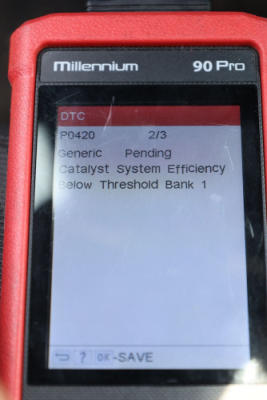 Millennium 90 Pro
DTC
P0420 2/3
Generic Pending
Catalyst System Efficiency
Below Threshold Bank 1
? OK-SAVE